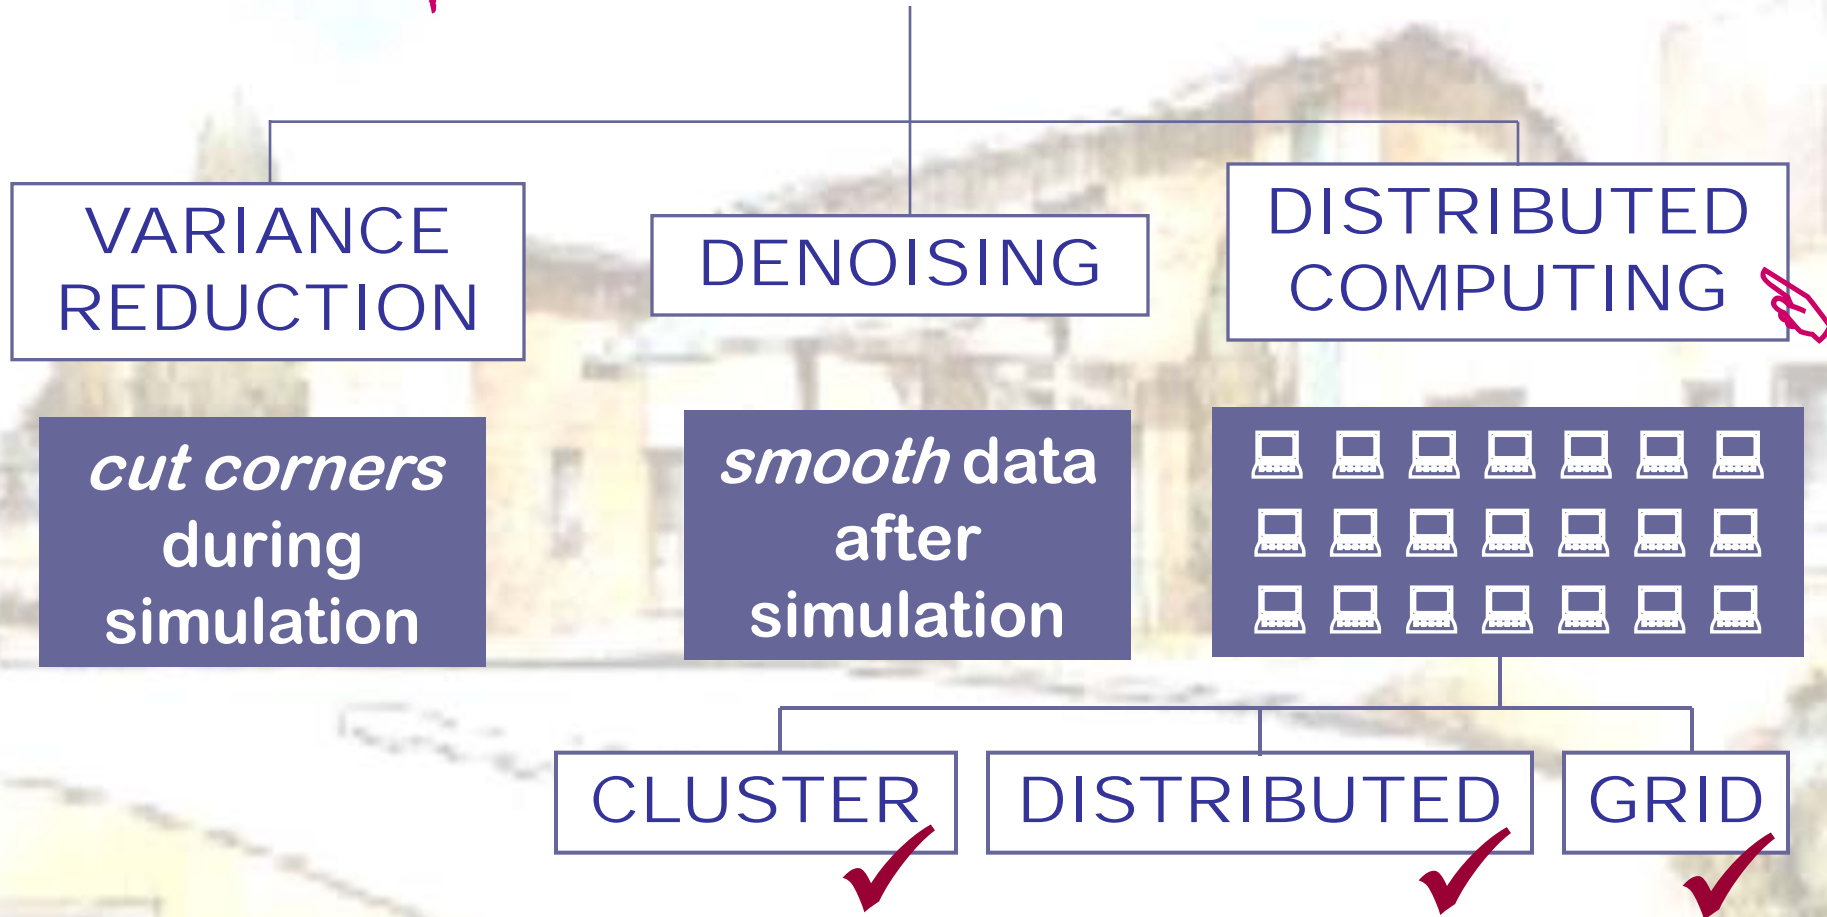 VARIANCE
REDUCTION
DENOISING
DISTRIBUTED
COMPUTING
cut corners
during
simulation
smooth data
after
simulation
CLUSTER
DISTRIBUTED
GRID